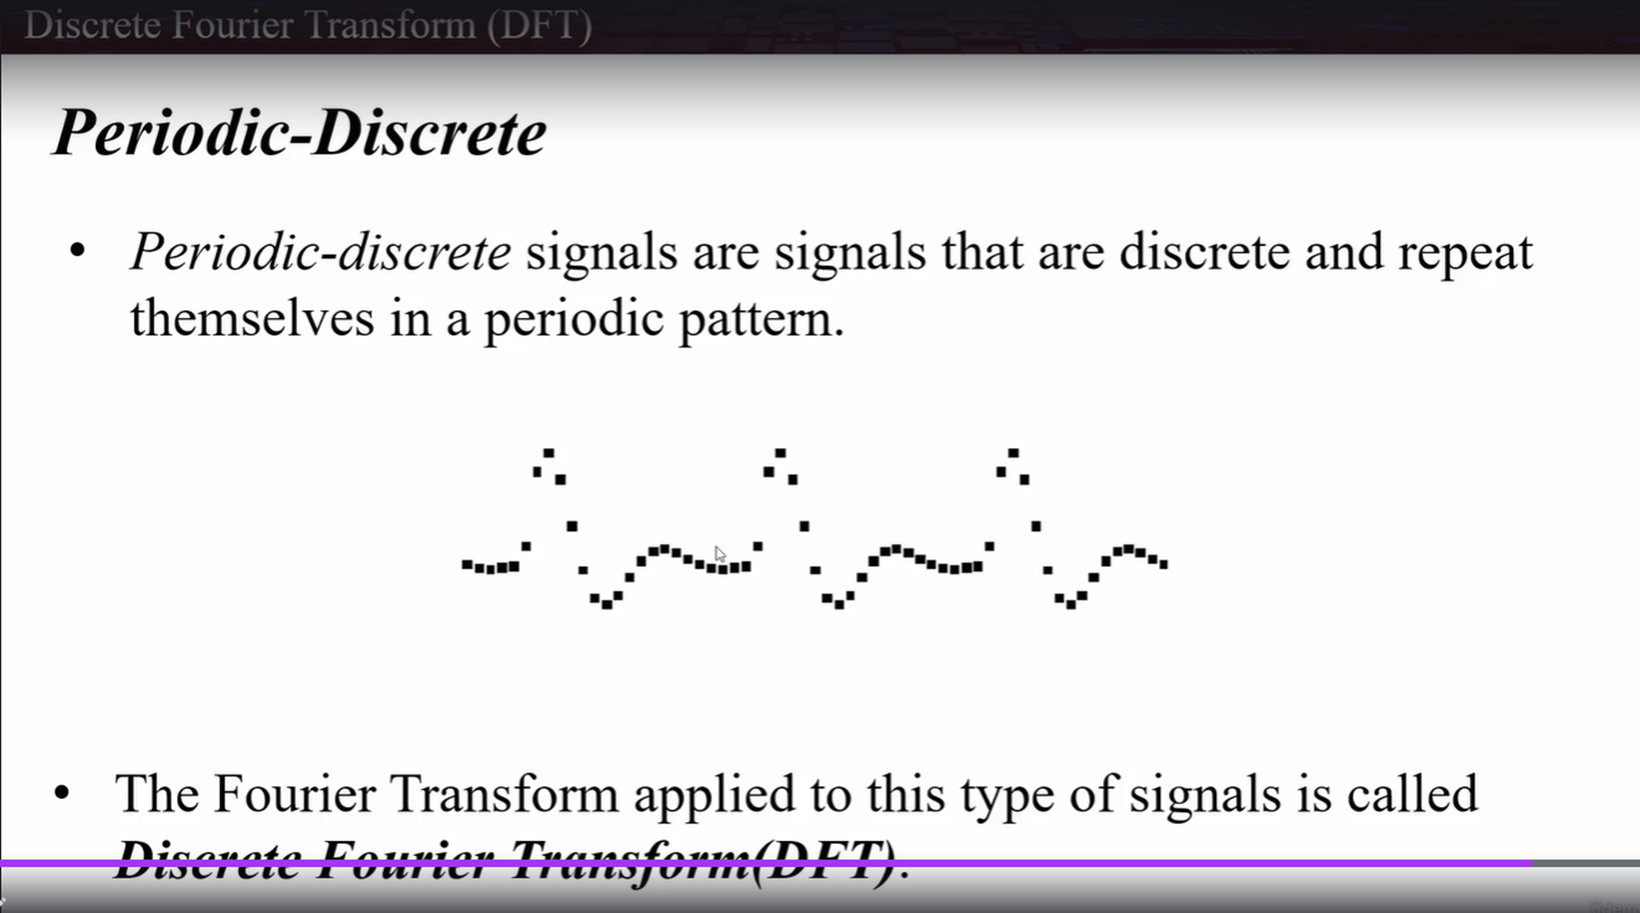 Discrete Fourier Transform (DFT)
Periodic-Discrete
• Periodic-discrete signals are signals that are discrete and repeat
themselves in a periodic pattern.
• The Fourier Transform applied to this type of signals is called
Discrete Fourier Transform(DFT).